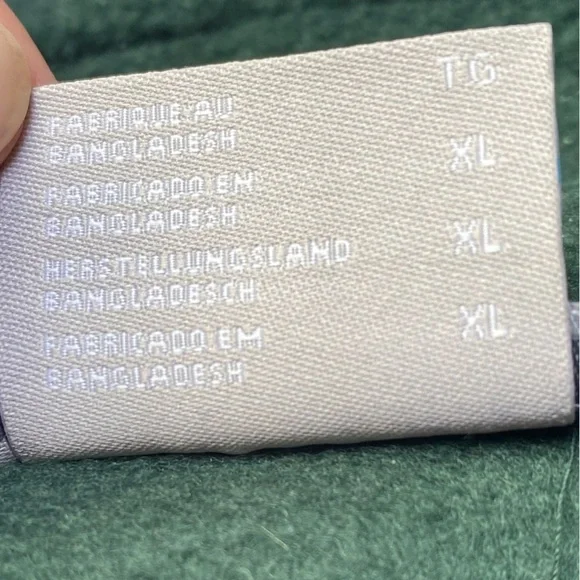 FABRIQUE AU TG
BANGLADESH
FABRICADO EN XL
BANGLADESH
HERSTELLUNGSLAND XL
BANGLADESCH
FABRICADO EM XL
BANGLADESH